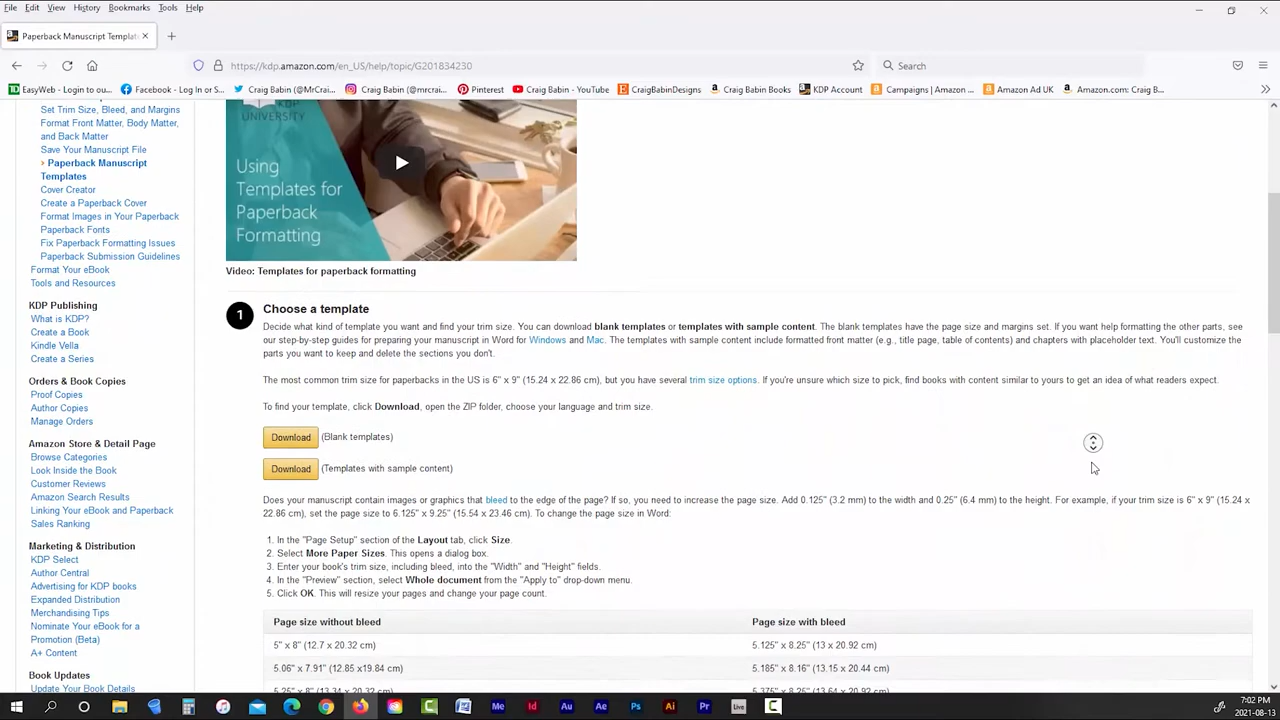 File Edit View History Bookmarks Tools Help
Paperback Manuscript Templat
https://kdp.amazon.com/en_US/help/topic/G201834230
Search
EasyWeb - Login to ou... Facebook - Log In or S... Craig Babin (@MrCrai... Craig Babin (@mrcrai... Pinterest Craig Babin - YouTube CraigBabinDesigns Craig Babin Books KDP Account Campaigns | Amazon ... Amazon Ad UK Amazon.com: Craig B...
Set Trim Size, Bleed, and Margins
Format Front Matter, Body Matter,
and Back Matter
Save Your Manuscript File
› Paperback Manuscript
Templates
Cover Creator
Create a Paperback Cover
Format Images in Your Paperback
Paperback Fonts
Fix Paperback Formatting Issues
Paperback Submission Guidelines
Format Your eBook
Tools and Resources
KDP Publishing
What is KDP?
Create a Book
Kindle Vella
Create a Series
Orders & Book Copies
Proof Copies
Author Copies
Manage Orders
Amazon Store & Detail Page
Browse Categories
Look Inside the Book
Customer Reviews
Amazon Search Results
Linking Your eBook and Paperback
Sales Ranking
Marketing & Distribution
KDP Select
Author Central
Advertising for KDP books
Expanded Distribution
Merchandising Tips
Nominate Your eBook for a
Promotion (Beta)
A+ Content
Book Updates
Update Your Book Details
KDP
UNIVERSITY
Using
Templates for
Paperback
Formatting
Video: Templates for paperback formatting
1 Choose a template
Decide what kind of template you want and find your trim size. You can download blank templates or templates with sample content. The blank templates have the page size and margins set. If you want help formatting the other parts, see
our step-by-step guides for preparing your manuscript in Word for Windows and Mac. The templates with sample content include formatted front matter (e.g., title page, table of contents) and chapters with placeholder text. You'll customize the
parts you want to keep and delete the sections you don't.
The most common trim size for paperbacks in the US is 6" x 9" (15.24 x 22.86 cm), but you have several trim size options. If you're unsure which size to pick, find books with content similar to yours to get an idea of what readers expect.
To find your template, click Download, open the ZIP folder, choose your language and trim size.
Download (Blank templates)
Download (Templates with sample content)
Does your manuscript contain images or graphics that bleed to the edge of the page? If so, you need to increase the page size. Add 0.125" (3.2 mm) to the width and 0.25" (6.4 mm) to the height. For example, if your trim size is 6" x 9" (15.24 x
22.86 cm), set the page size to 6.125" x 9.25" (15.54 x 23.46 cm). To change the page size in Word:
1. In the "Page Setup" section of the Layout tab, click Size.
2. Select More Paper Sizes. This opens a dialog box.
3. Enter your book's trim size, including bleed, into the "Width" and "Height" fields.
4. In the "Preview" section, select Whole document from the "Apply to" drop-down menu.
5. Click OK. This will resize your pages and change your page count.
Page size without bleed Page size with bleed
5" x 8" (12.7 x 20.32 cm) 5.125" x 8.25" (13 x 20.92 cm)
5.06" x 7.91" (12.85 x19.84 cm) 5.185" x 8.16" (13.15 x 20.44 cm)
5.25" x 8" (13.34 x 20.32 cm) 5.375" x 8.25" (13.64 x 20.92 cm)
7:02 PM
2021-08-13